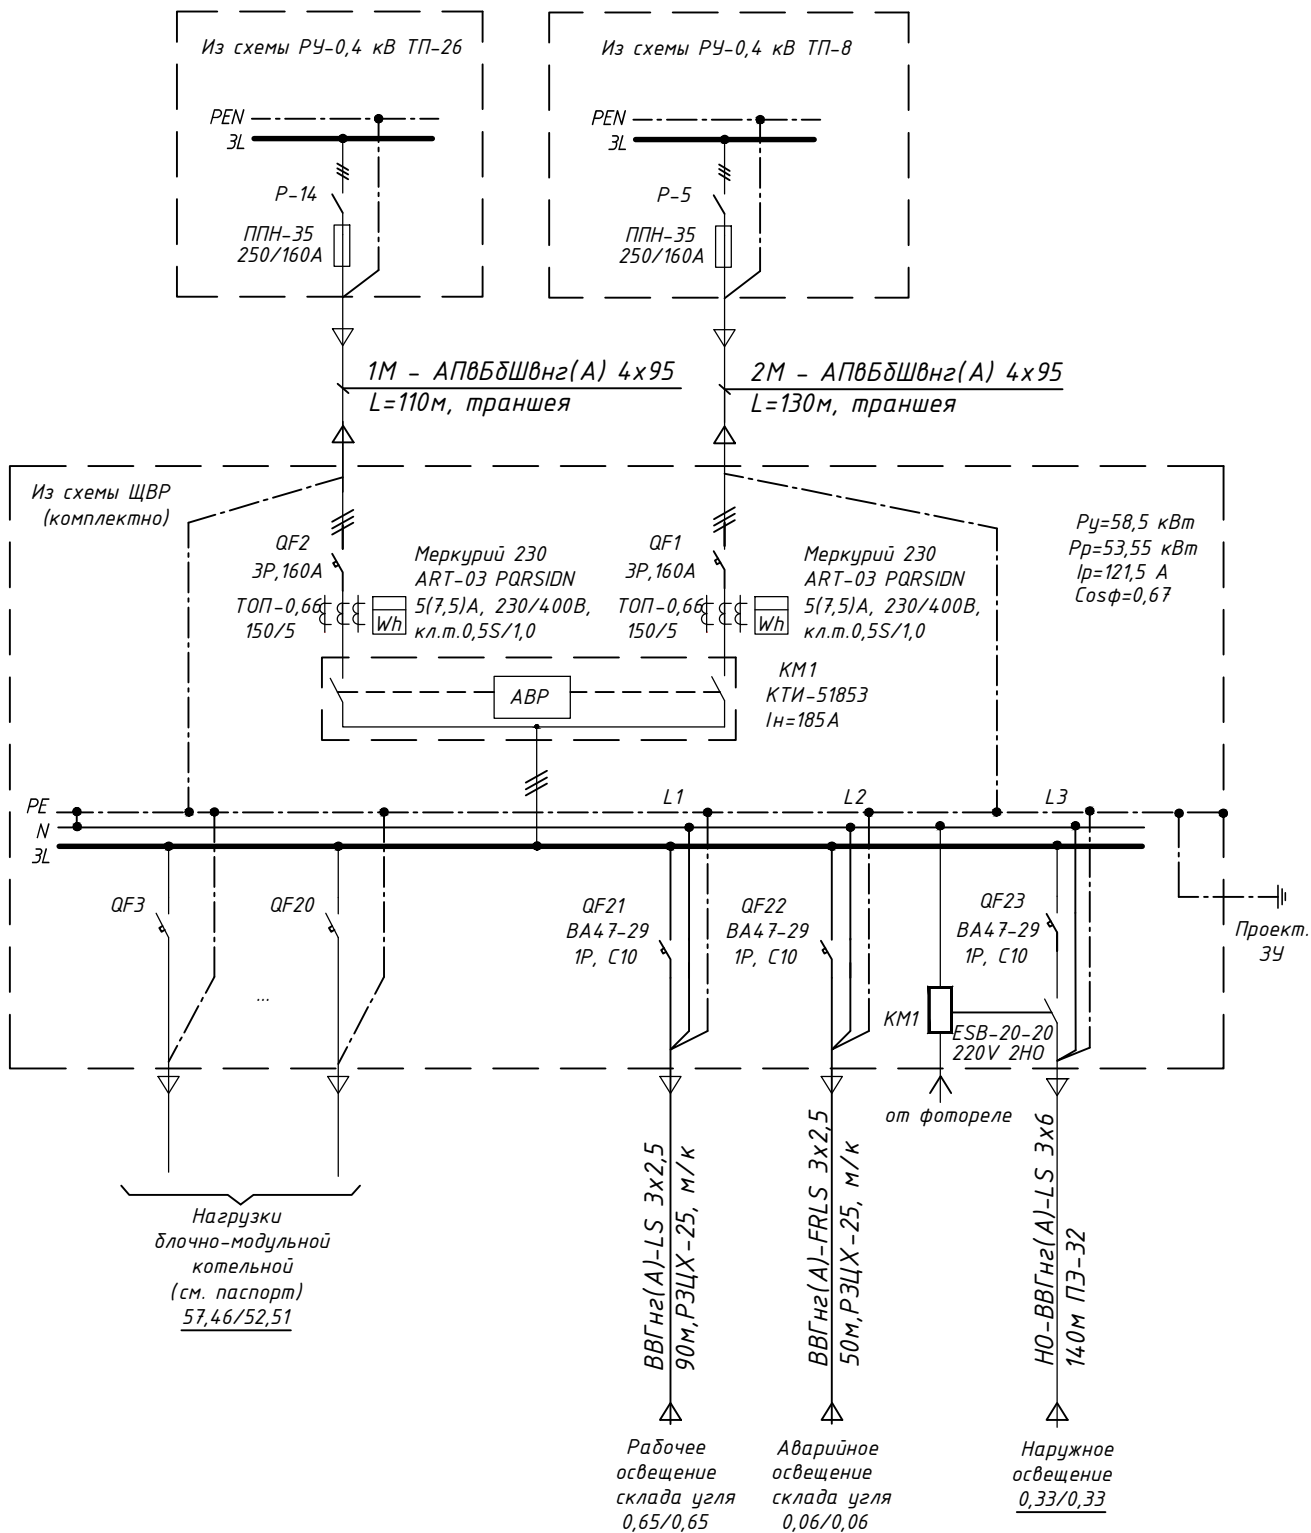 Из схемы РУ-0,4 кВ ТП-26
PEN
3L
Р-14
ППН-35
250/160А
Из схемы РУ-0,4 кВ ТП-8
PEN
3L
Р-5
ППН-35
250/160А
1М - АПвБбШвнг(А) 4х95
L=110м, траншея
2М - АПвБбШвнг(А) 4х95
L=130м, траншея
Из схемы ЩВР
(комплектно)
Ру=58,5 кВт
Рр=53,55 кВт
Iр=121,5 А
Cosφ=0,67
QF2
3P,160А
ТОП-0,66
150/5
Wh
Меркурий 230
ART-03 PQRSIDN
5(7,5)А, 230/400В,
кл.т.0,5S/1,0
QF1
3P,160А
ТОП-0,66
150/5
Wh
Меркурий 230
ART-03 PQRSIDN
5(7,5)А, 230/400В,
кл.т.0,5S/1,0
АВР
КМ1
КТИ-51853
Iн=185А
PE
N
3L
L1
L2
L3
QF3
QF20
...
QF21
ВА47-29
1Р, С10
QF22
ВА47-29
1Р, С10
QF23
ВА47-29
1Р, С10
Проект.
ЗУ
КМ1
ESB-20-20
220V 2НО
от фотореле
Нагрузки
блочно-модульной
котельной
(см. паспорт)
57,46/52,51
ВВГнг(А)-LS 3х2,5
90м,РЗЦХ-25, м/к
ВВГнг(А)-FRLS 3х2,5
50м,РЗЦХ-25, м/к
НО-ВВГнг(А)-LS 3х6
140м ПЭ-32
Рабочее
освещение
склада угля
0,65/0,65
Аварийное
освещение
склада угля
0,06/0,06
Наружное
освещение
0,33/0,33